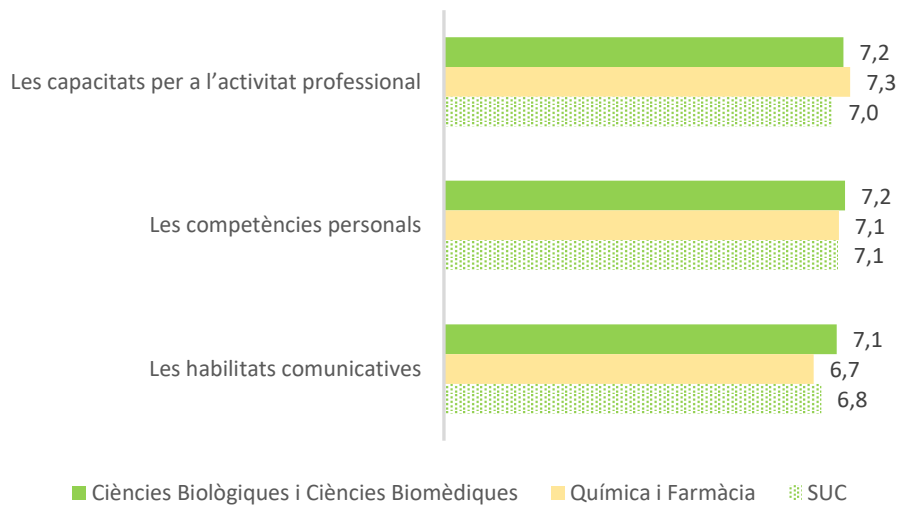 Les capacitats per a l’activitat professional
7,2
7,3
7,0
Les competències personals
7,2
7,1
7,1
Les habilitats comunicatives
7,1
6,7
6,8
Ciències Biològiques i Ciències Biomèdiques Química i Farmàcia SUC